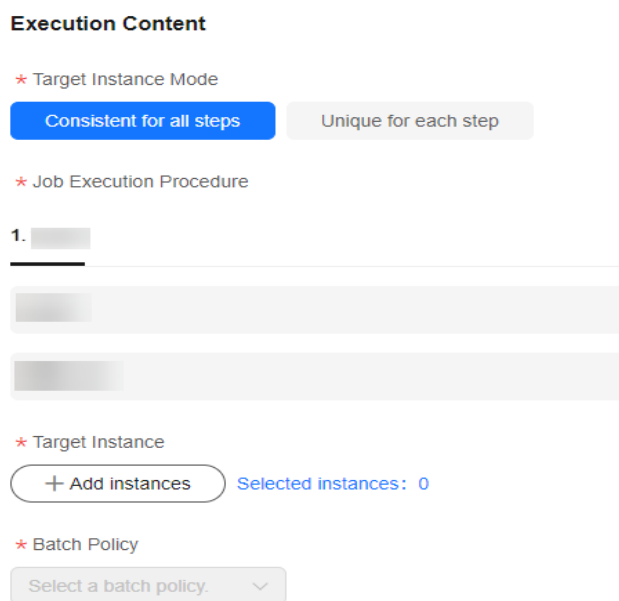 Execution Content
* Target Instance Mode
Consistent for all steps
Unique for each step
* Job Execution Procedure
1.
* Target Instance
+ Add instances
Selected instances: 0
* Batch Policy
Select a batch policy.